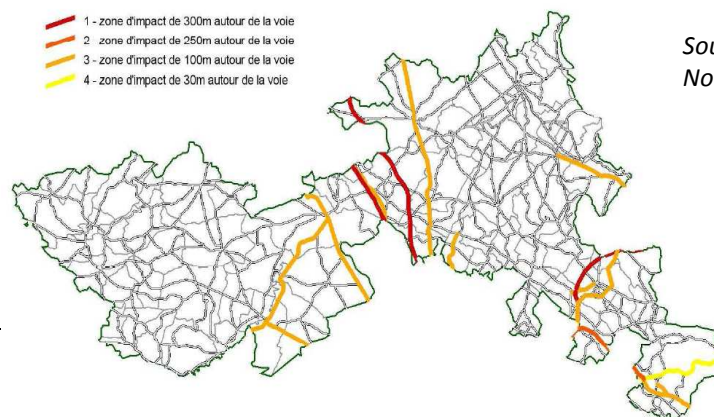 1 - zone d'impact de 300m autour de la voie
2 - zone d'impact de 250m autour de la voie
3 - zone d'impact de 100m autour de la voie
4 - zone d'impact de 30m autour de la voie
Sou
No